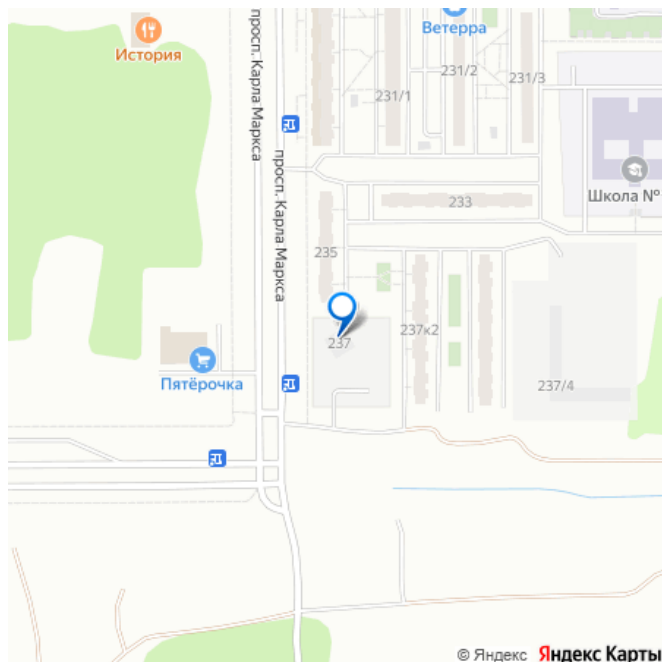 История
просп. Карла Маркса
просп. Карла Маркса
Ветерра
231/2
231/3
231/1
Школа №
233
235
237
237к2
Пятёрочка
237/4
© Яндекс Яндекс Карты